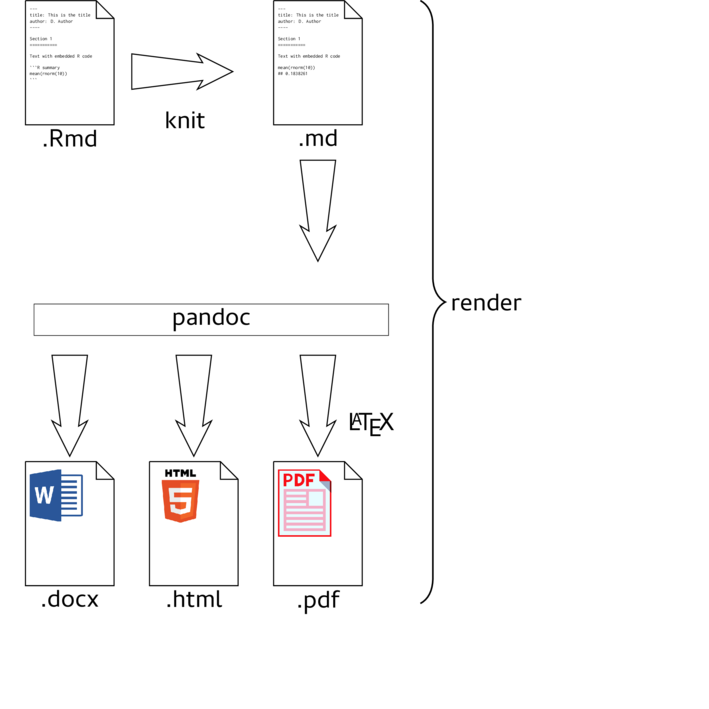 ---
title: This is the title
author: D. Author
----
Section 1
===========
Text with embedded R code
```R summary
mean(rnorm(10))
```
.Rmd
knit
---
title: This is the title
author: D. Author
----
Section 1
===========
Text with embedded R code
mean(rnorm(10))
## 0.1038261
.md
pandoc
render
LATEX
W
.docx
HTML
5
.html
PDF
.pdf